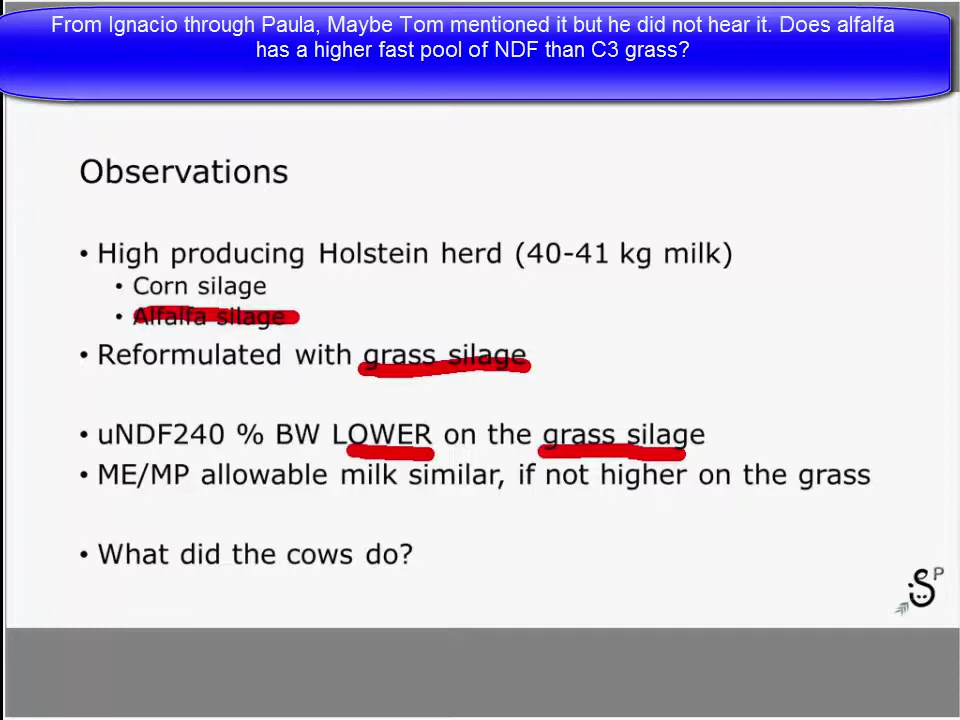 From Ignacio through Paula, Maybe Tom mentioned it but he did not hear it. Does alfalfa
has a higher fast pool of NDF than C3 grass?
Observations
• High producing Holstein herd (40-41 kg milk)
• Corn silage
• Alfalfa silage
• Reformulated with grass silage
• uNDF240 % BW LOWER on the grass silage
• ME/MP allowable milk similar, if not higher on the grass
• What did the cows do?
S P